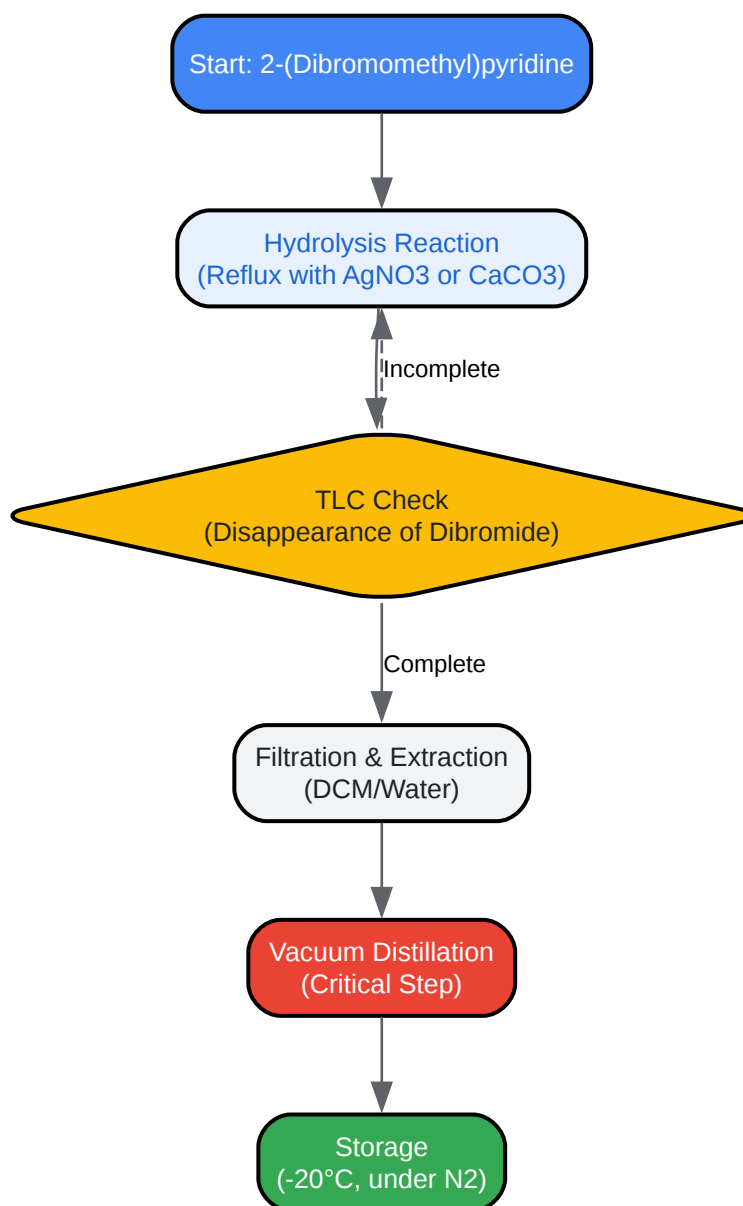 Start: 2-(Dibromomethyl)pyridine
Hydrolysis Reaction
(Reflux with AgNO3 or CaCO3)
Incomplete
TLC Check
(Disappearance of Dibromide)
Complete
Filtration & Extraction
(DCM/Water)
Vacuum Distillation
(Critical Step)
Storage
(-20°C, under N2)